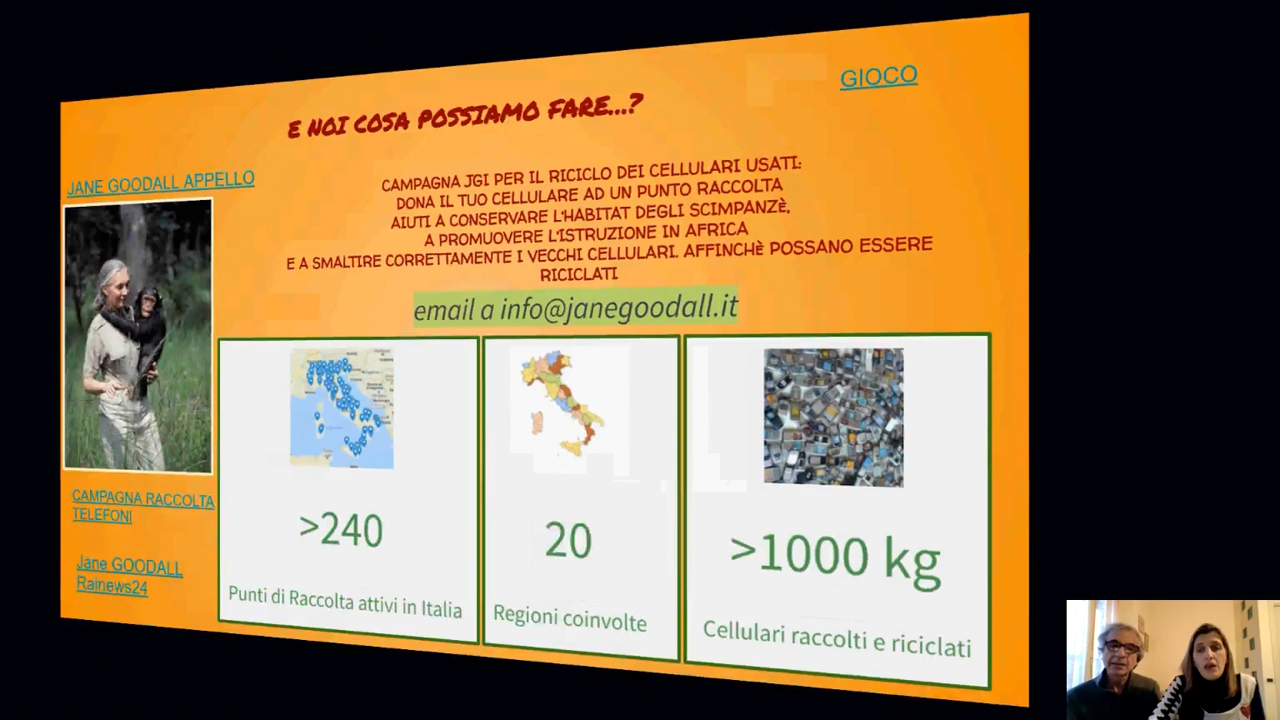 GIOCO
E NOI COSA POSSIAMO FARE...?
JANE GOODALL APPELLO
CAMPAGNA JGI PER IL RICICLO DEI CELLULARI USATI:
DONA IL TUO CELLULARE AD UN PUNTO RACCOLTA
AIUTI A CONSERVARE L'HABITAT DEGLI SCIMPANZè,
A PROMUOVERE L'ISTRUZIONE IN AFRICA
E A SMALTIRE CORRETTAMENTE I VECCHI CELLULARI. AFFINCHè POSSANO ESSERE
RICICLATI
email a info@janegoodall.it
CAMPAGNA RACCOLTA
TELEFONI
Jane GOODALL
Rainews24
>240
Punti di Raccolta attivi in Italia
20
Regioni coinvolte
>1000 kg
Cellulari raccolti e riciclati